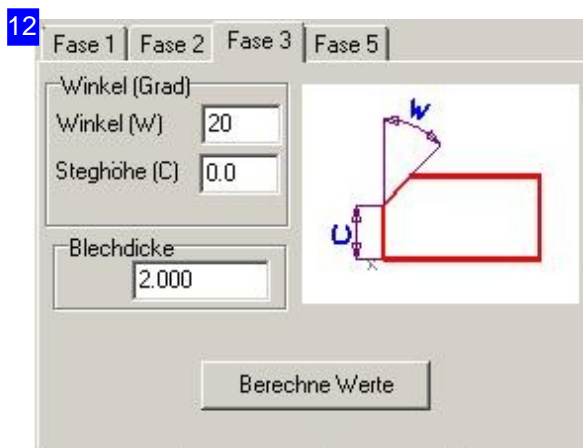 12
Fase 1 Fase 2 Fase 3 Fase 5
Winkel (Grad)
Winkel (W) 20
Steghöhe (C) 0.0
Blechdicke
2.000
W
C
x
Berechne Werte